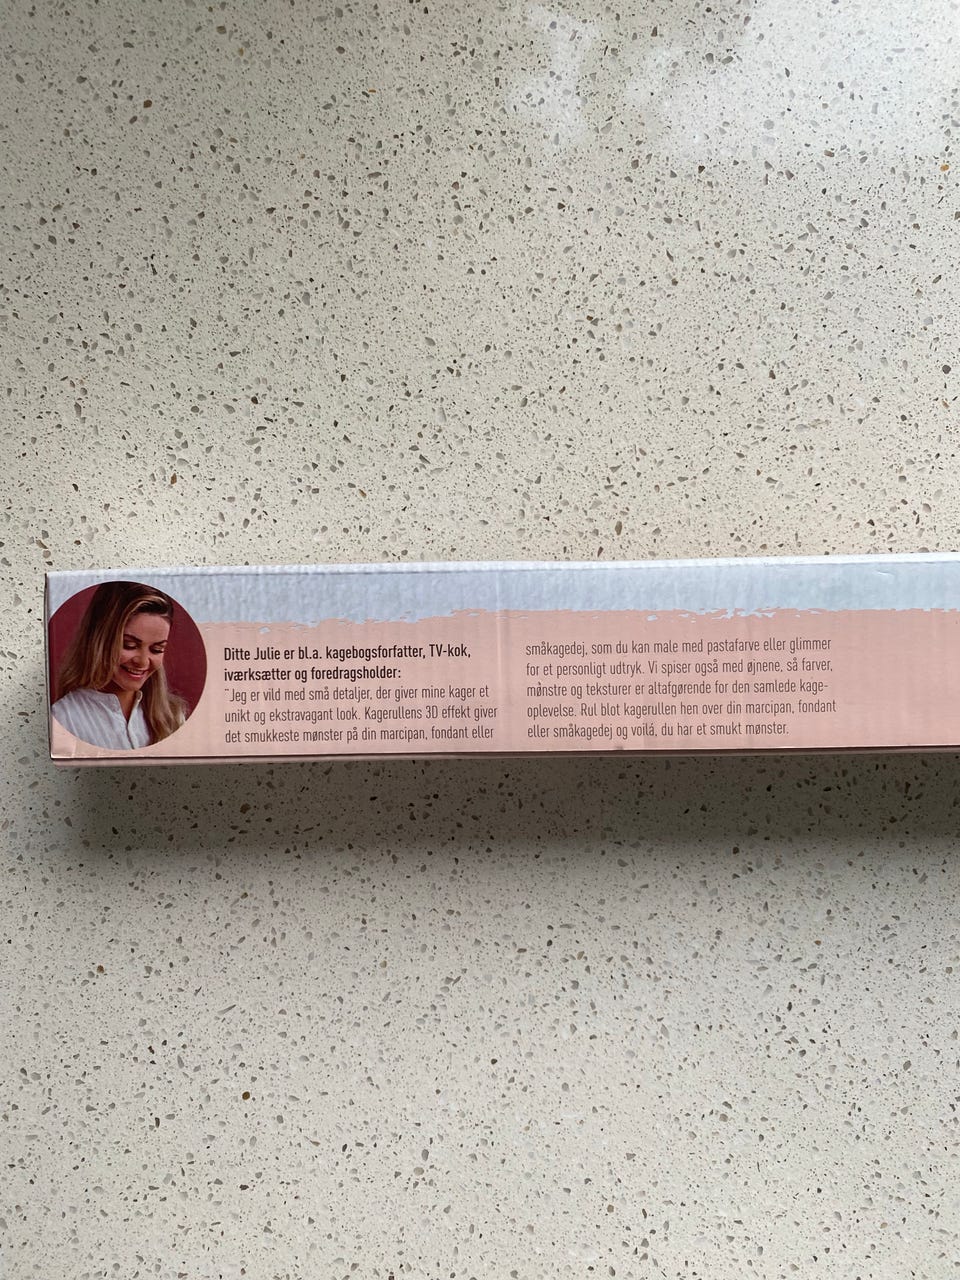 Ditte Julie er bl.a. kagebogsforfatter, TV-kok,
iværksætter og foredragsholder:
"Jeg er vild med små detaljer, der giver mine kager et
unikt og ekstravagant look. Kagerullens 3D effekt giver
det smukkeste mønster på din marcipan, fondant eller
småkagedej, som du kan male med pastafarve eller glimmer
for et personligt udtryk. Vi spiser også med øjnene, så farver,
mønstre og teksturer er altafgørende for den samlede kage-
oplevelse. Rul blot kagerullen hen over din marcipan, fondant
eller småkagedej og voilá, du har et smukt mønster.